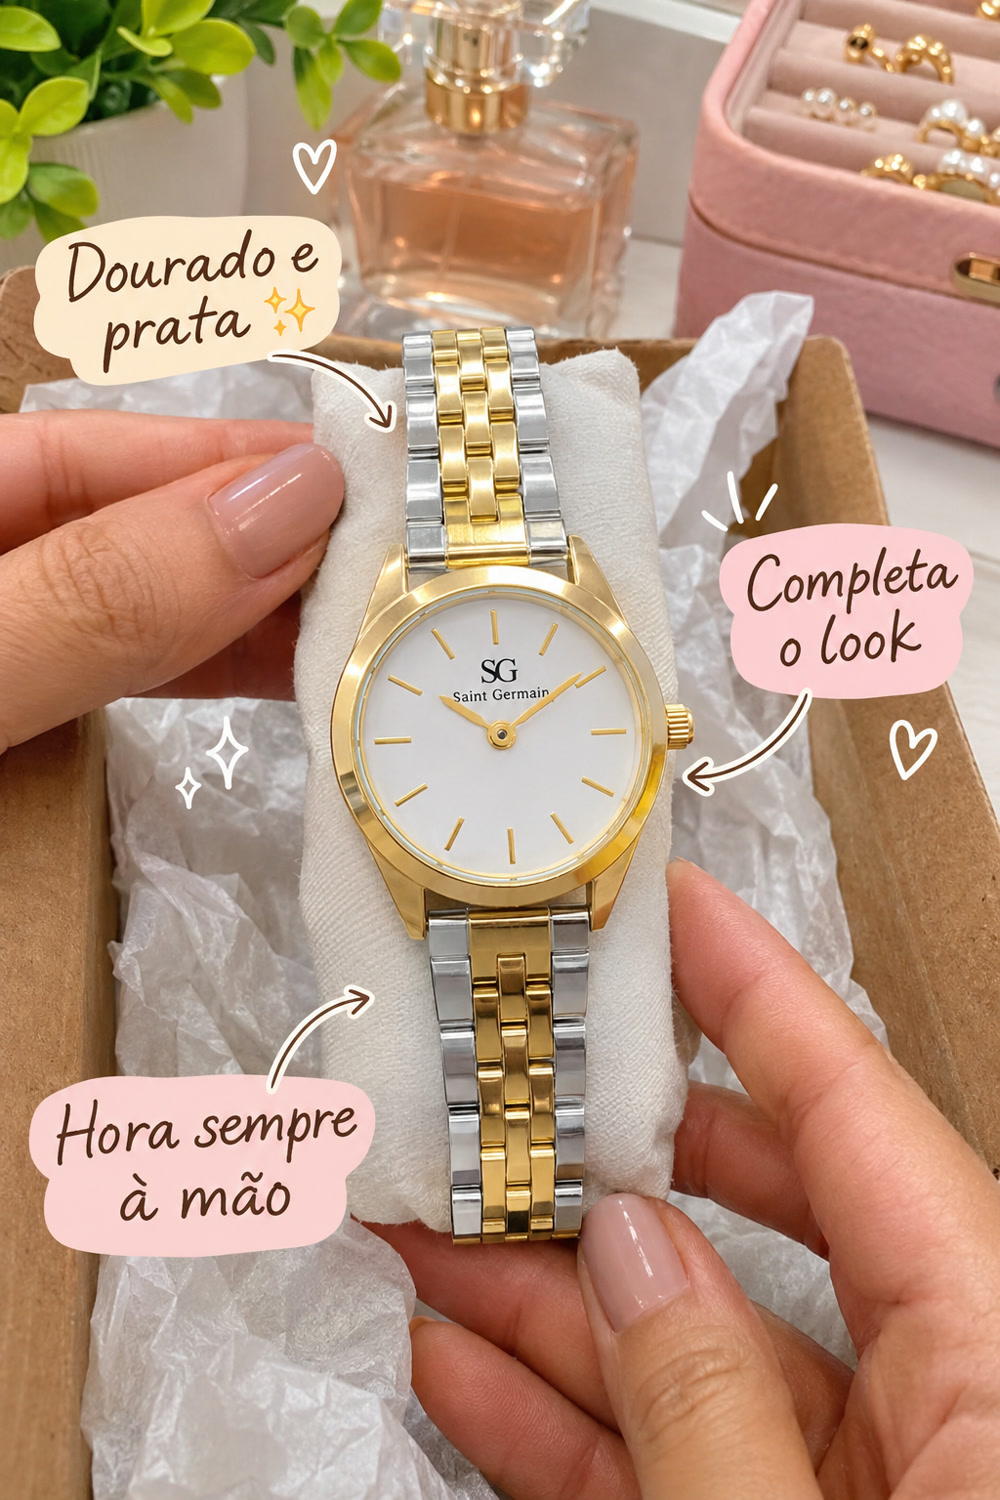 Dourado e
prata
SG
Saint Germain
Completa
o look
Hora sempre
à mão